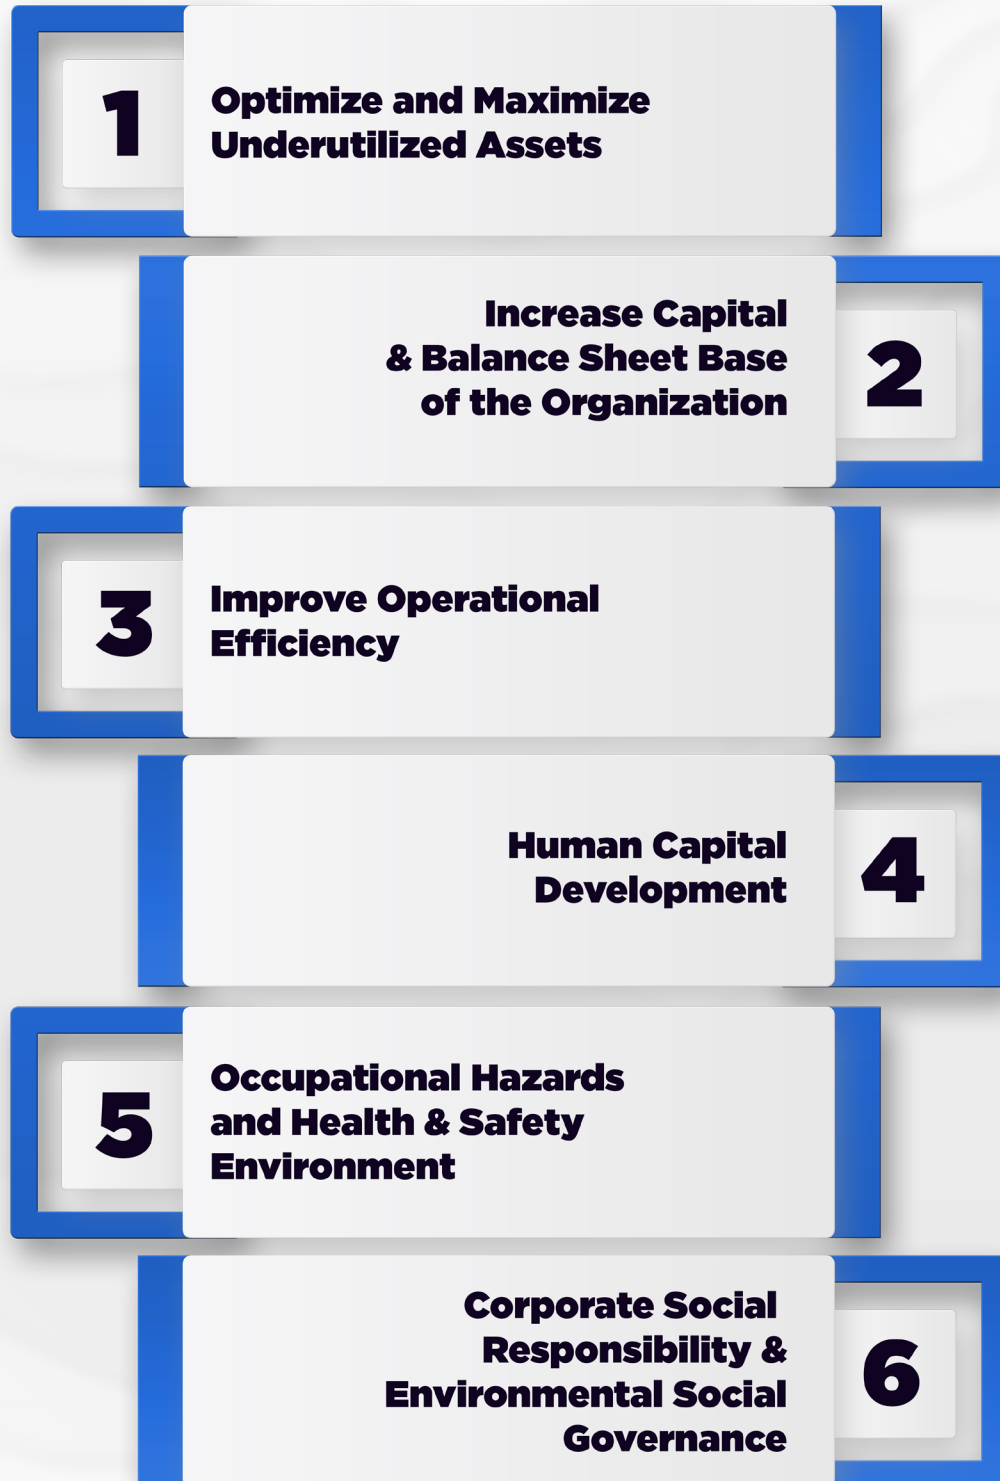 1
Optimize and Maximize
Underutilized Assets
Increase Capital
& Balance Sheet Base
of the Organization
2
3
Improve Operational
Efficiency
Human Capital
Development
4
5
Occupational Hazards
and Health & Safety
Environment
Corporate Social
Responsibility &
Environmental Social
Governance
6